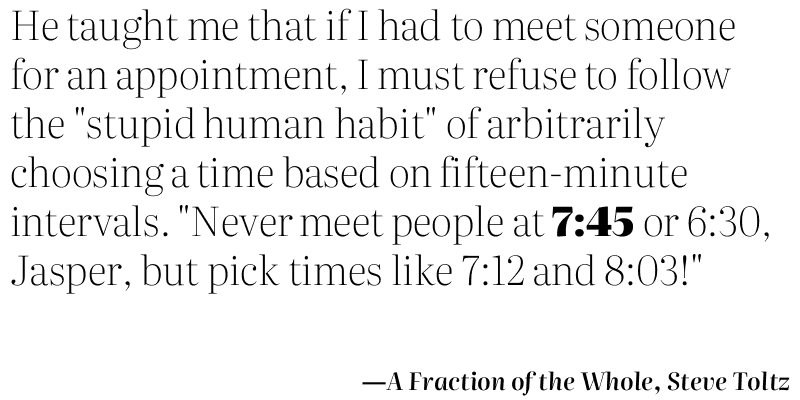 He taught me that if I had to meet someone
for an appointment, I must refuse to follow
the "stupid human habit" of arbitrarily
choosing a time based on fifteen-minute
intervals. "Never meet people at 7:45 or 6:30,
Jasper, but pick times like 7:12 and 8:03!"
—A Fraction of the Whole, Steve Toltz